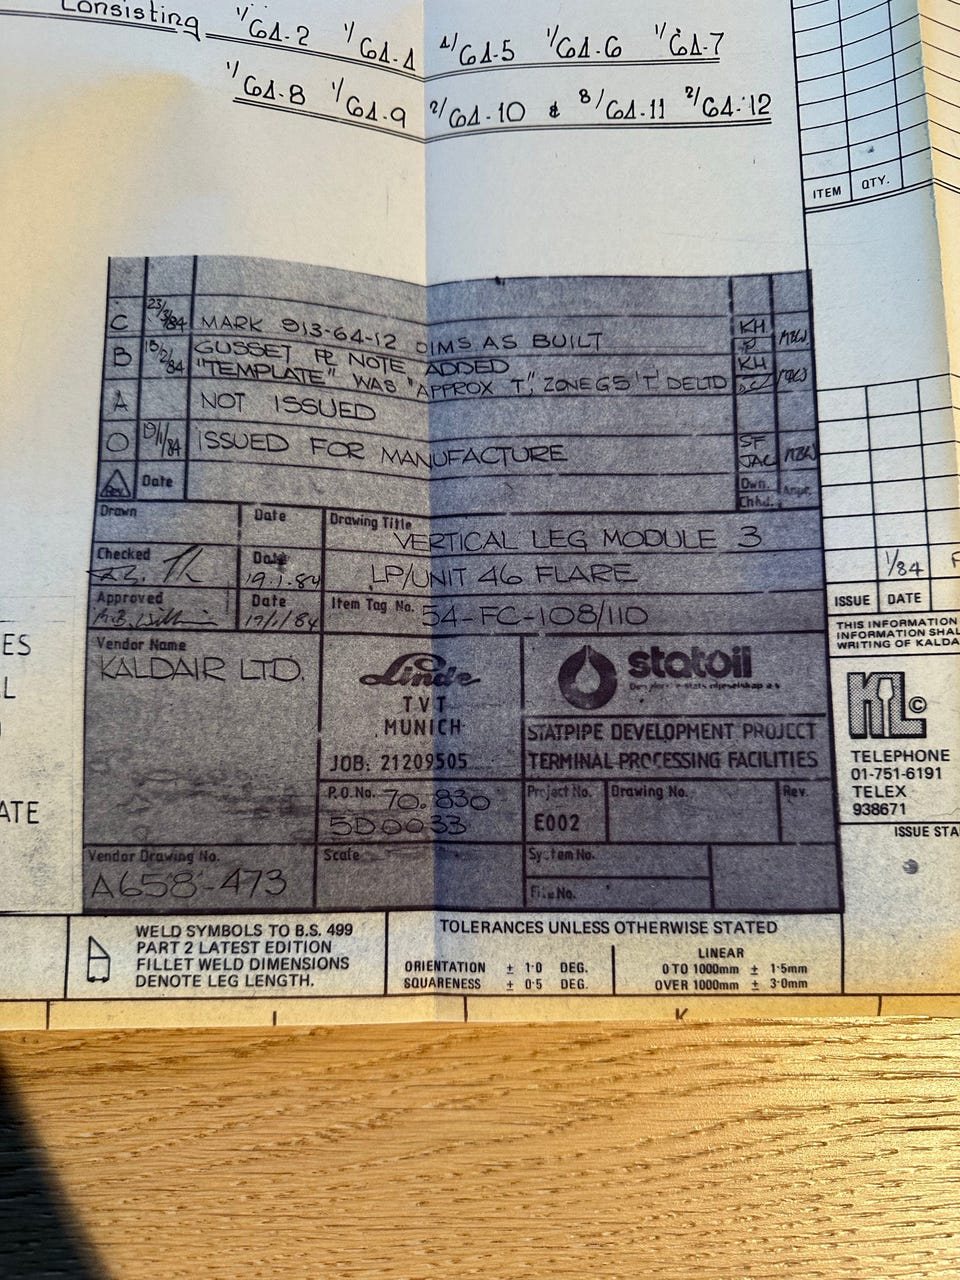 Consisting 1/64-2 1/64-4 4/64-5 1/64-6 1/64-7
1/64-8 1/64-9 2/64-10 & 8/64-11 2/64-12
ITEM QTY.
C 23/3/84 MARK 913-64-12 DIMS AS BUILT KH
B 15/2/84 GUSSET PL NOTE ADDED KH
"TEMPLATE" WAS "APPROX T", ZONE G5 'T' DELTD
A NOT ISSUED
O 19/1/84 ISSUED FOR MANUFACTURE SF
JAC MBW
Rev. Date Dwn. Appr.
Chkd.
Drawn Date Drawing Title
VERTICAL LEG MODULE 3
Checked Date 19.1.84
LP/UNIT 46 FLARE
Approved Date 19/1/84
Item Tag No. 54-FC-108/110
1/84
ISSUE DATE
THIS INFORMATION
INFORMATION SHAL
WRITING OF KALDA
Vendor Name
KALDAIR LTD.
Linde
TVT
MUNICH
JOB: 21209505
statoil
Den norske stats oljeselskap a.s
STATPIPE DEVELOPMENT PROJECT
TERMINAL PROCESSING FACILITIES
P.O. No. 70.830
5D0033
Project No. Drawing No. Rev.
E002
Vendor Drawing No.
A658-473
Scale
System No.
File No.
KL ©
TELEPHONE
01-751-6191
TELEX
938671
ISSUE STA
ES
L
ATE
WELD SYMBOLS TO B.S. 499
PART 2 LATEST EDITION
FILLET WELD DIMENSIONS
DENOTE LEG LENGTH.
TOLERANCES UNLESS OTHERWISE STATED
ORIENTATION ± 1·0 DEG.
SQUARENESS ± 0·5 DEG.
LINEAR
0 TO 1000mm ± 1·5mm
OVER 1000mm ± 3·0mm
K